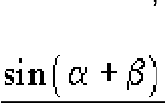 sin( α + β )